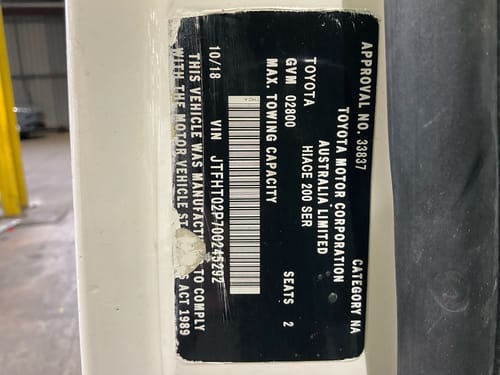 APPROVAL NO. 33837 CATEGORY NA
TOYOTA MOTOR CORPORATION
AUSTRALIA LIMITED
TOYOTA HIACE 200 SER
GVM 02800 SEATS 2
MAX. TOWING CAPACITY
10/18 VIN JTFHT02P700245292
THIS VEHICLE WAS MANUFACT TO COMPLY
WITH THE MOTOR VEHICLE S S ACT 1989